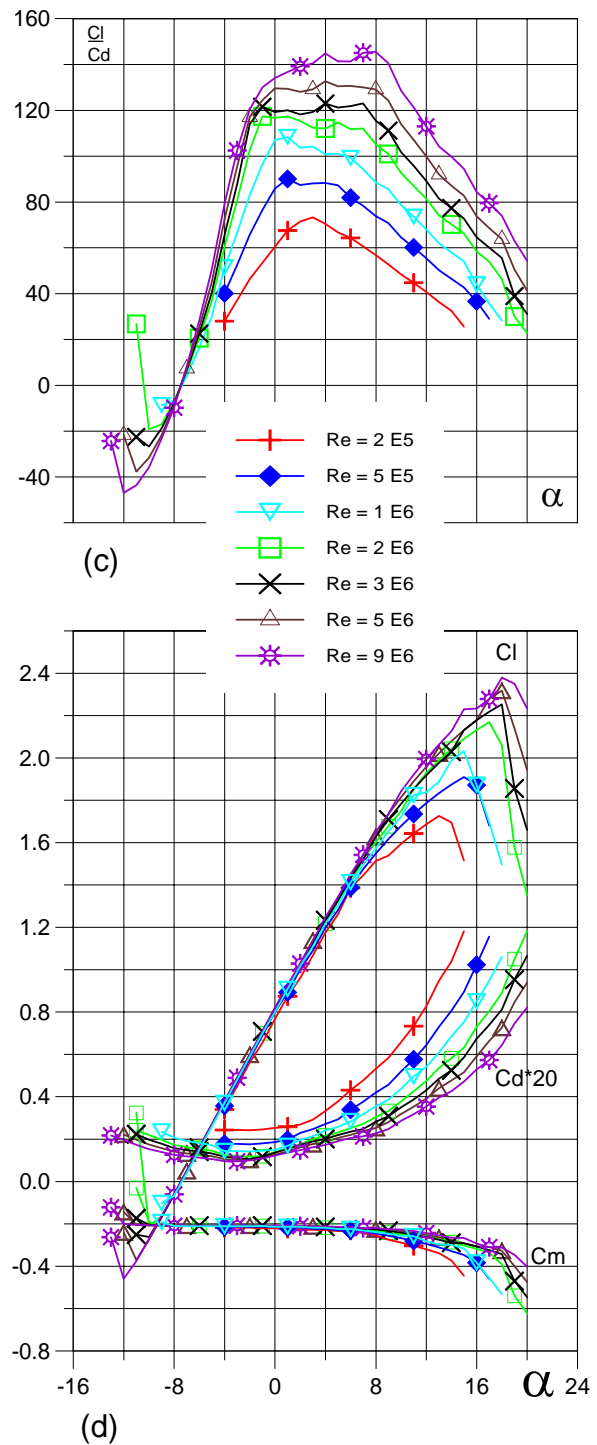 160
Cl
Cd
120
80
40
0
-40
α
(c)
Re = 2 E5
Re = 5 E5
Re = 1 E6
Re = 2 E6
Re = 3 E6
Re = 5 E6
Re = 9 E6
Cl
2.4
2.0
1.6
1.2
0.8
Cd*20
0.4
0.0
Cm
-0.4
-0.8
-16 -8 0 8 16 α 24
(d)